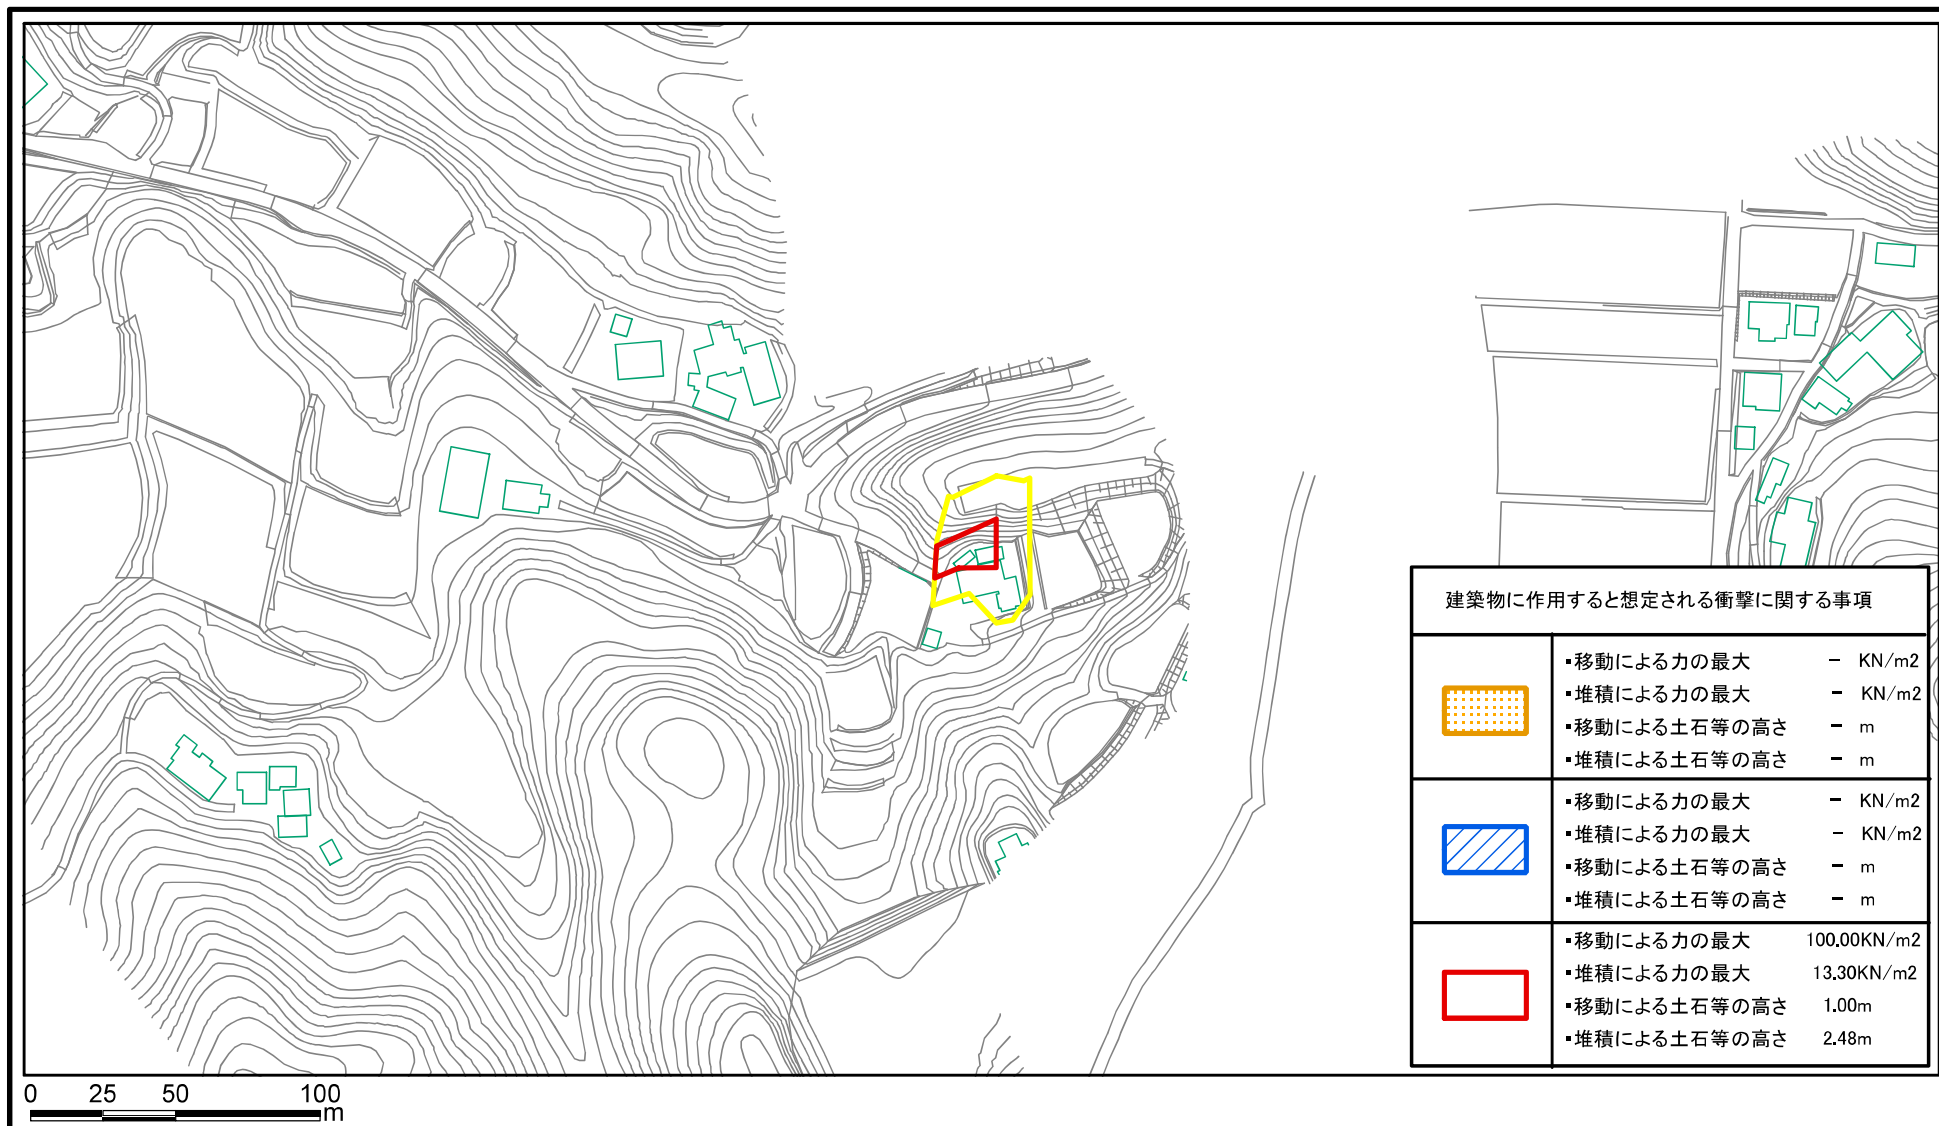 建築物に作用すると想定される衝撃に関する事項
▪移動による力の最大 － KN/m2
▪堆積による力の最大 － KN/m2
▪移動による土石等の高さ － m
▪堆積による土石等の高さ － m
▪移動による力の最大 － KN/m2
▪堆積による力の最大 － KN/m2
▪移動による土石等の高さ － m
▪堆積による土石等の高さ － m
▪移動による力の最大 100.00KN/m2
▪堆積による力の最大 13.30KN/m2
▪移動による土石等の高さ 1.00m
▪堆積による土石等の高さ 2.48m
0 25 50 100
m